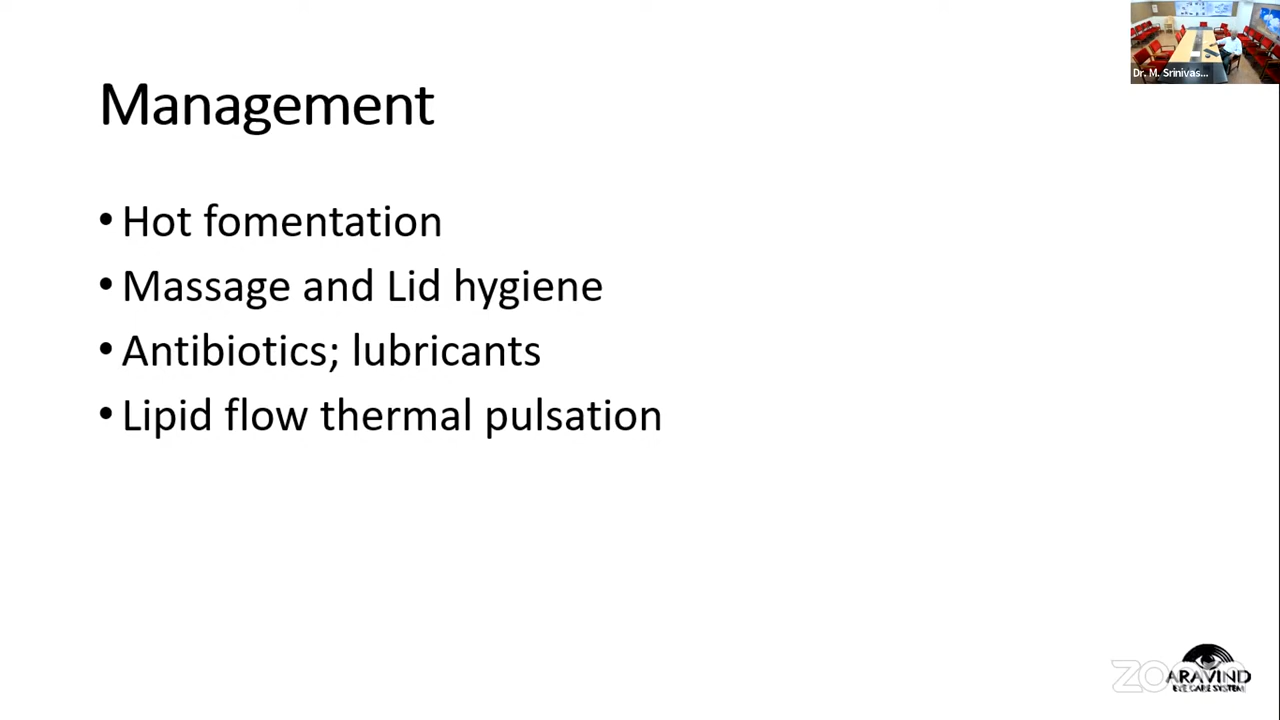 Dr. M. Srinivas...
Management
• Hot fomentation
• Massage and Lid hygiene
• Antibiotics; lubricants
• Lipid flow thermal pulsation
zoom
ARAVIND
EYE CARE SYSTEM